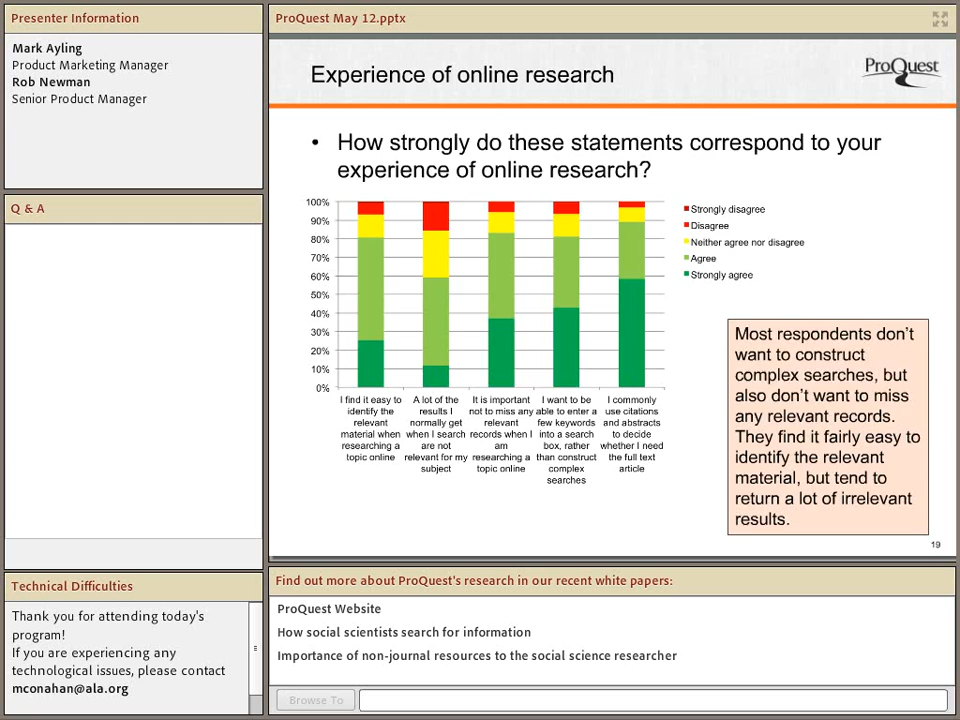 Presenter Information
Mark Ayling
Product Marketing Manager
Rob Newman
Senior Product Manager
Q & A
Technical Difficulties
Thank you for attending today's
program!
If you are experiencing any
technological issues, please contact
mconahan@ala.org
ProQuest May 12.pptx
Experience of online research
ProQuest
• How strongly do these statements correspond to your
experience of online research?
100%
90%
80%
70%
60%
50%
40%
30%
20%
10%
0%
I find it easy to
identify the
relevant
material when
researching a
topic online
A lot of the
results I
normally get
when I search
are not
relevant for my
subject
It is important
not to miss any
relevant
records when I
am
researching a
topic online
I want to be
able to enter a
few keywords
into a search
box, rather
than construct
complex
searches
I commonly
use citations
and abstracts
to decide
whether I need
the full text
article
Strongly disagree
Disagree
Neither agree nor disagree
Agree
Strongly agree
Most respondents don't
want to construct
complex searches, but
also don't want to miss
any relevant records.
They find it fairly easy to
identify the relevant
material, but tend to
return a lot of irrelevant
results.
19
Find out more about ProQuest's research in our recent white papers:
ProQuest Website
How social scientists search for information
Importance of non-journal resources to the social science researcher
Browse To